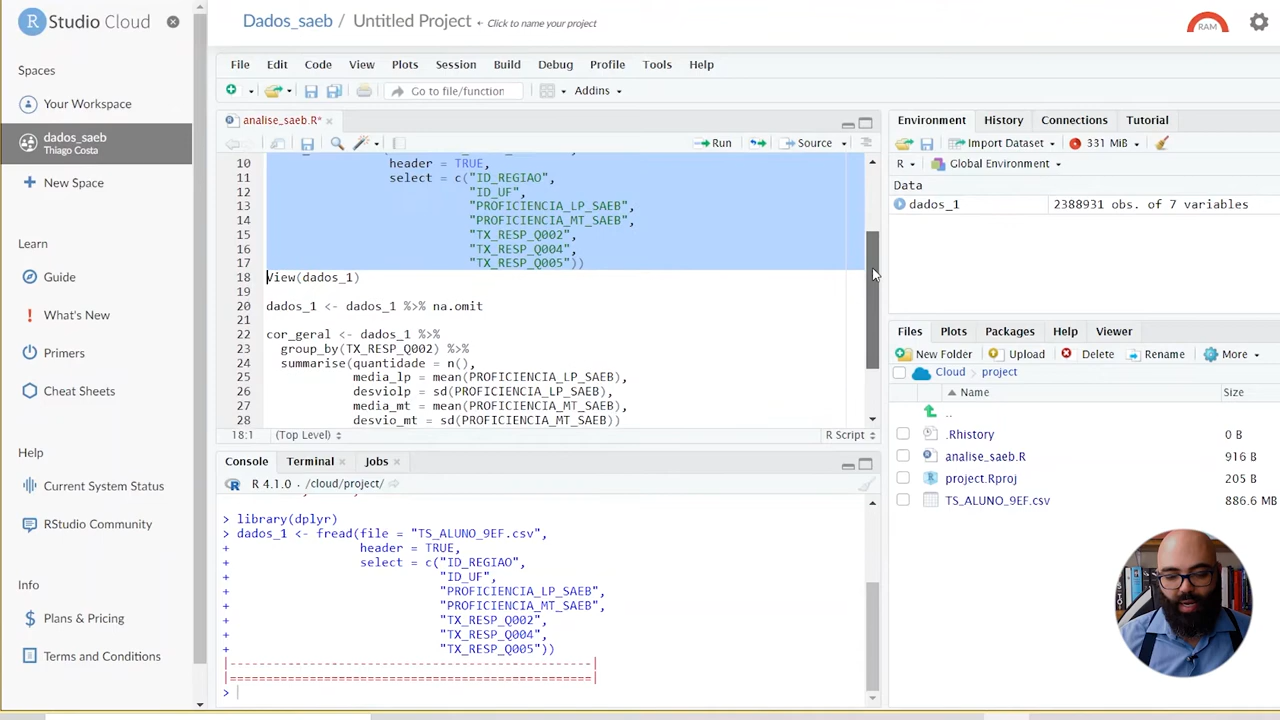 R Studio Cloud
Dados_saeb / Untitled Project ← Click to name your project
RAM
Spaces
Your Workspace
dados_saeb
Thiago Costa
New Space
Learn
Guide
What's New
Primers
Cheat Sheets
Help
Current System Status
RStudio Community
Info
Plans & Pricing
Terms and Conditions
File Edit Code View Plots Session Build Debug Profile Tools Help
Go to file/function Addins
analise_saeb.R*
Run Source
10 header = TRUE,
11 select = c("ID_REGIAO",
12 "ID_UF",
13 "PROFICIENCIA_LP_SAEB",
14 "PROFICIENCIA_MT_SAEB",
15 "TX_RESP_Q002",
16 "TX_RESP_Q004",
17 "TX_RESP_Q005"))
18 View(dados_1)
19
20 dados_1 <- dados_1 %>% na.omit
21
22 cor_geral <- dados_1 %>%
23 group_by(TX_RESP_Q002) %>%
24 summarise(quantidade = n(),
25 media_lp = mean(PROFICIENCIA_LP_SAEB),
26 desviolp = sd(PROFICIENCIA_LP_SAEB),
27 media_mt = mean(PROFICIENCIA_MT_SAEB),
28 desvio_mt = sd(PROFICIENCIA_MT_SAEB))
18:1 (Top Level) R Script
Console Terminal Jobs
R 4.1.0 · /cloud/project/
> library(dplyr)
> dados_1 <- fread(file = "TS_ALUNO_9EF.csv",
+ header = TRUE,
+ select = c("ID_REGIAO",
+ "ID_UF",
+ "PROFICIENCIA_LP_SAEB",
+ "PROFICIENCIA_MT_SAEB",
+ "TX_RESP_Q002",
+ "TX_RESP_Q004",
+ "TX_RESP_Q005"))
|--------------------------------------------------|
|==================================================|
>
Environment History Connections Tutorial
Import Dataset 331 MiB
R Global Environment
Data
dados_1 2388931 obs. of 7 variables
Files Plots Packages Help Viewer
New Folder Upload Delete Rename More
Cloud project
Name Size
..
.Rhistory 0 B
analise_saeb.R 916 B
project.Rproj 205 B
TS_ALUNO_9EF.csv 886.6 MB